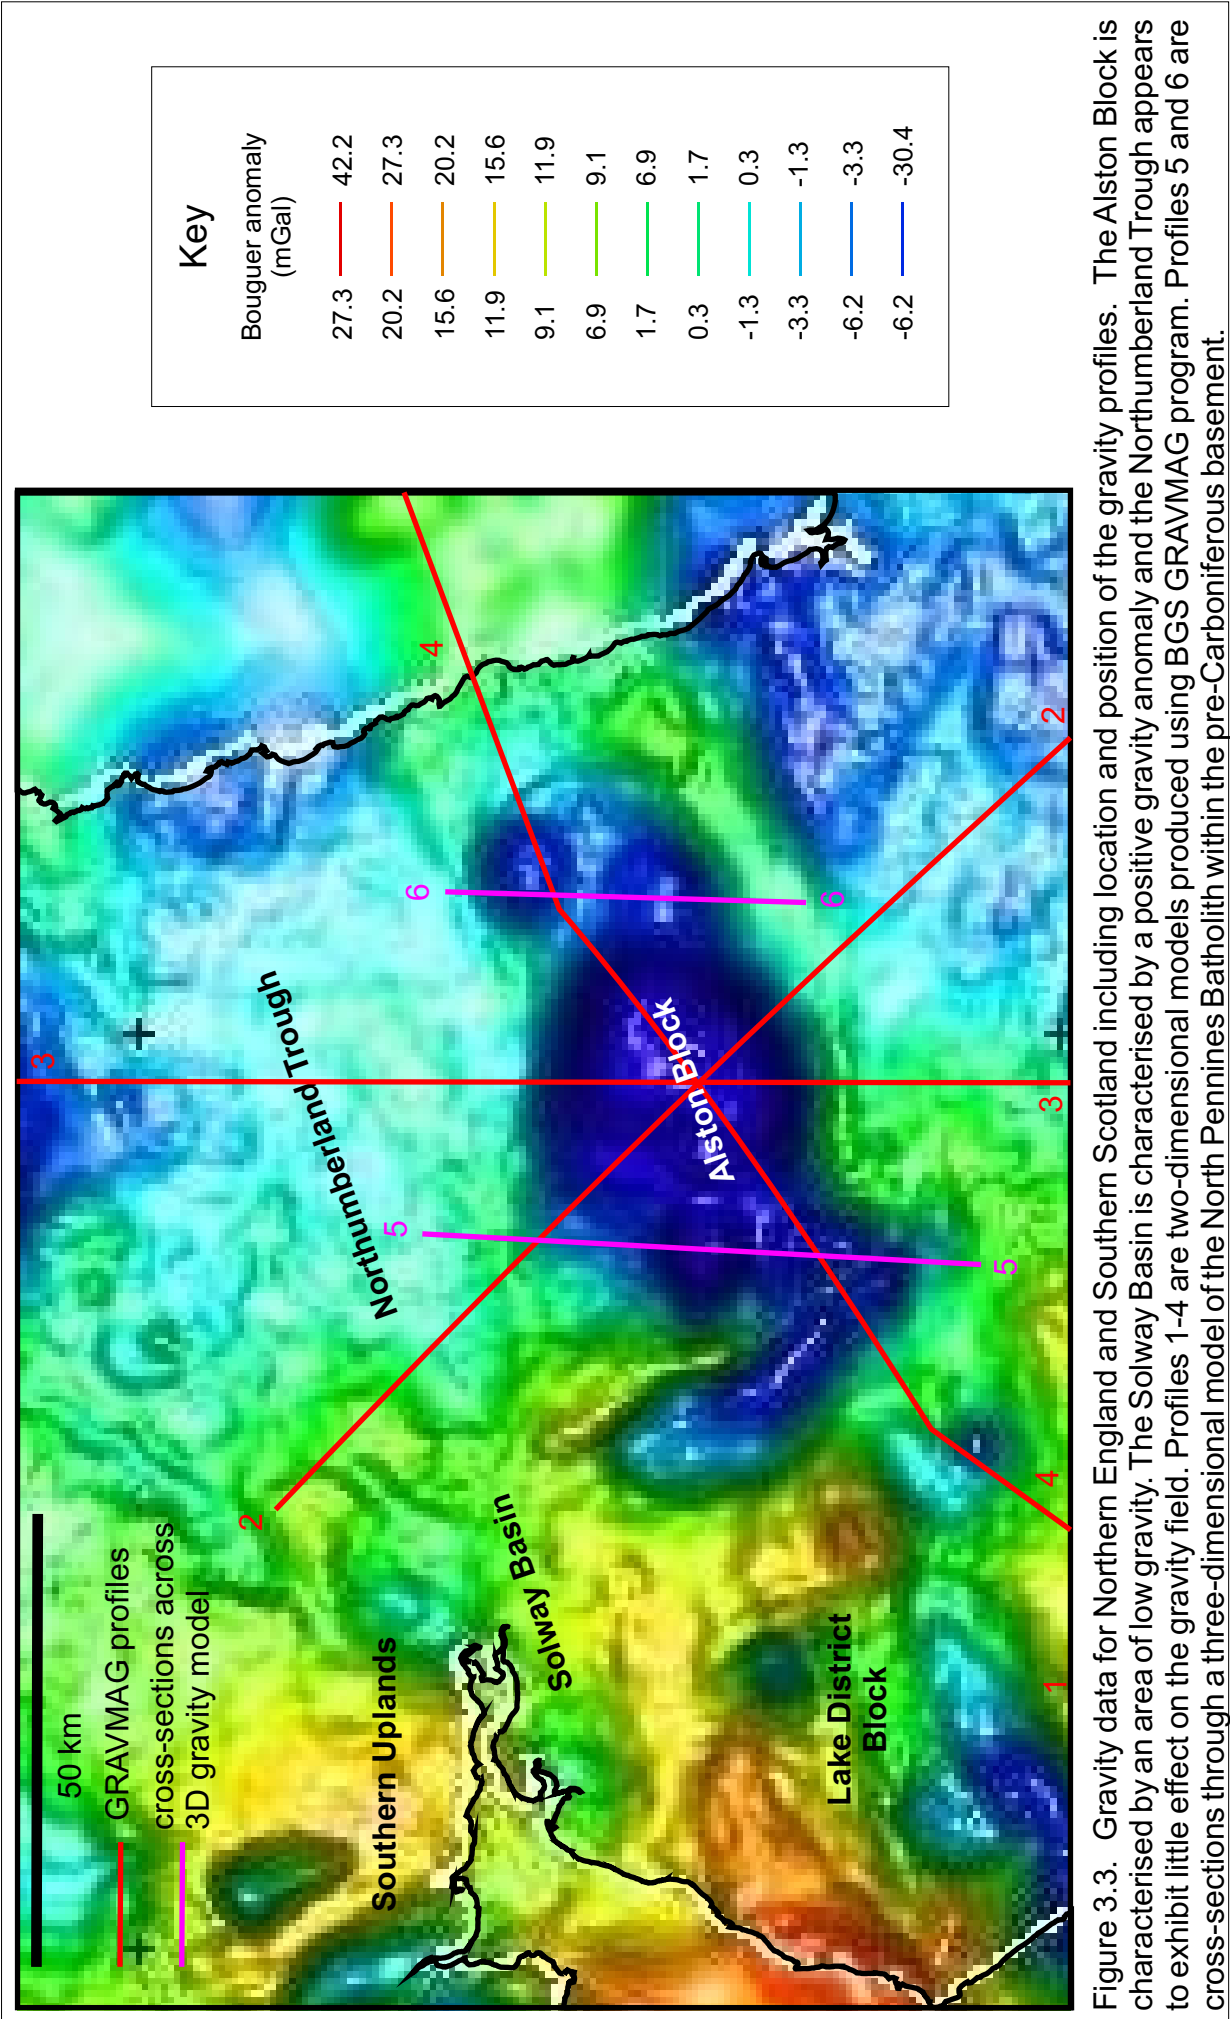 50 km
GRAVMAG profiles
cross-sections across
3D gravity model
Southern Uplands
Solway Basin
Lake District
Block
Northumberland Trough
Alston Block
1
2
2
3
3
4
4
5
5
6
6
Key
Bouguer anomaly
(mGal)
27.3 42.2
20.2 27.3
15.6 20.2
11.9 15.6
9.1 11.9
6.9 9.1
1.7 6.9
0.3 1.7
-1.3 0.3
-3.3 -1.3
-6.2 -3.3
-6.2 -30.4
Figure 3.3. Gravity data for Northern England and Southern Scotland including location and position of the gravity profiles. The Alston Block is
characterised by an area of low gravity. The Solway Basin is characterised by a positive gravity anomaly and the Northumberland Trough appears
to exhibit little effect on the gravity field. Profiles 1-4 are two-dimensional models produced using BGS GRAVMAG program. Profiles 5 and 6 are
cross-sections through a three-dimensional model of the North Pennines Batholith within the pre-Carboniferous basement.